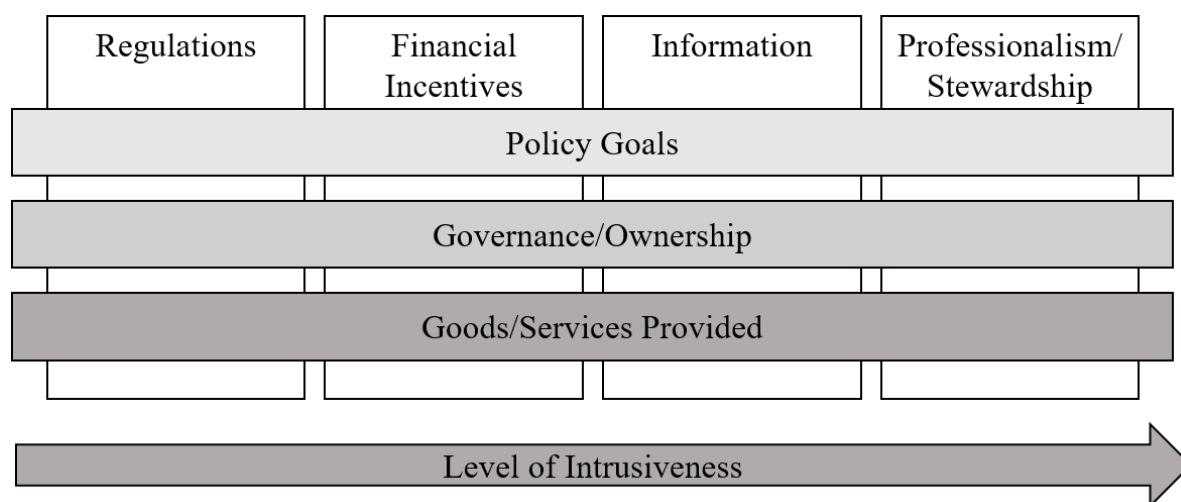 Regulations
Financial
Incentives
Information
Professionalism/
Stewardship
Policy Goals
Governance/Ownership
Goods/Services Provided
Level of Intrusiveness